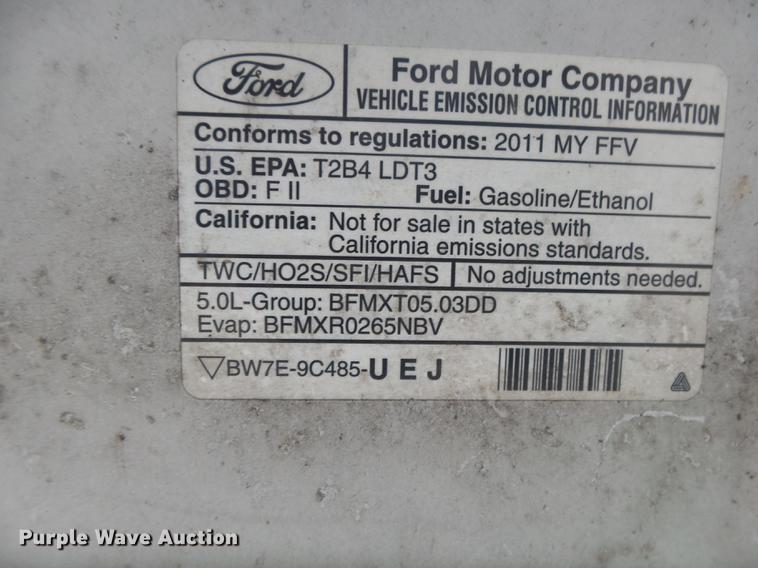 Ford
Ford Motor Company
VEHICLE EMISSION CONTROL INFORMATION
Conforms to regulations: 2011 MY FFV
U.S. EPA: T2B4 LDT3
OBD: F II Fuel: Gasoline/Ethanol
California: Not for sale in states with
California emissions standards.
TWC/HO2S/SFI/HAFS No adjustments needed.
5.0L-Group: BFMXT05.03DD
Evap: BFMXR0265NBV
BW7E-9C485-U E J
Purple Wave Auction